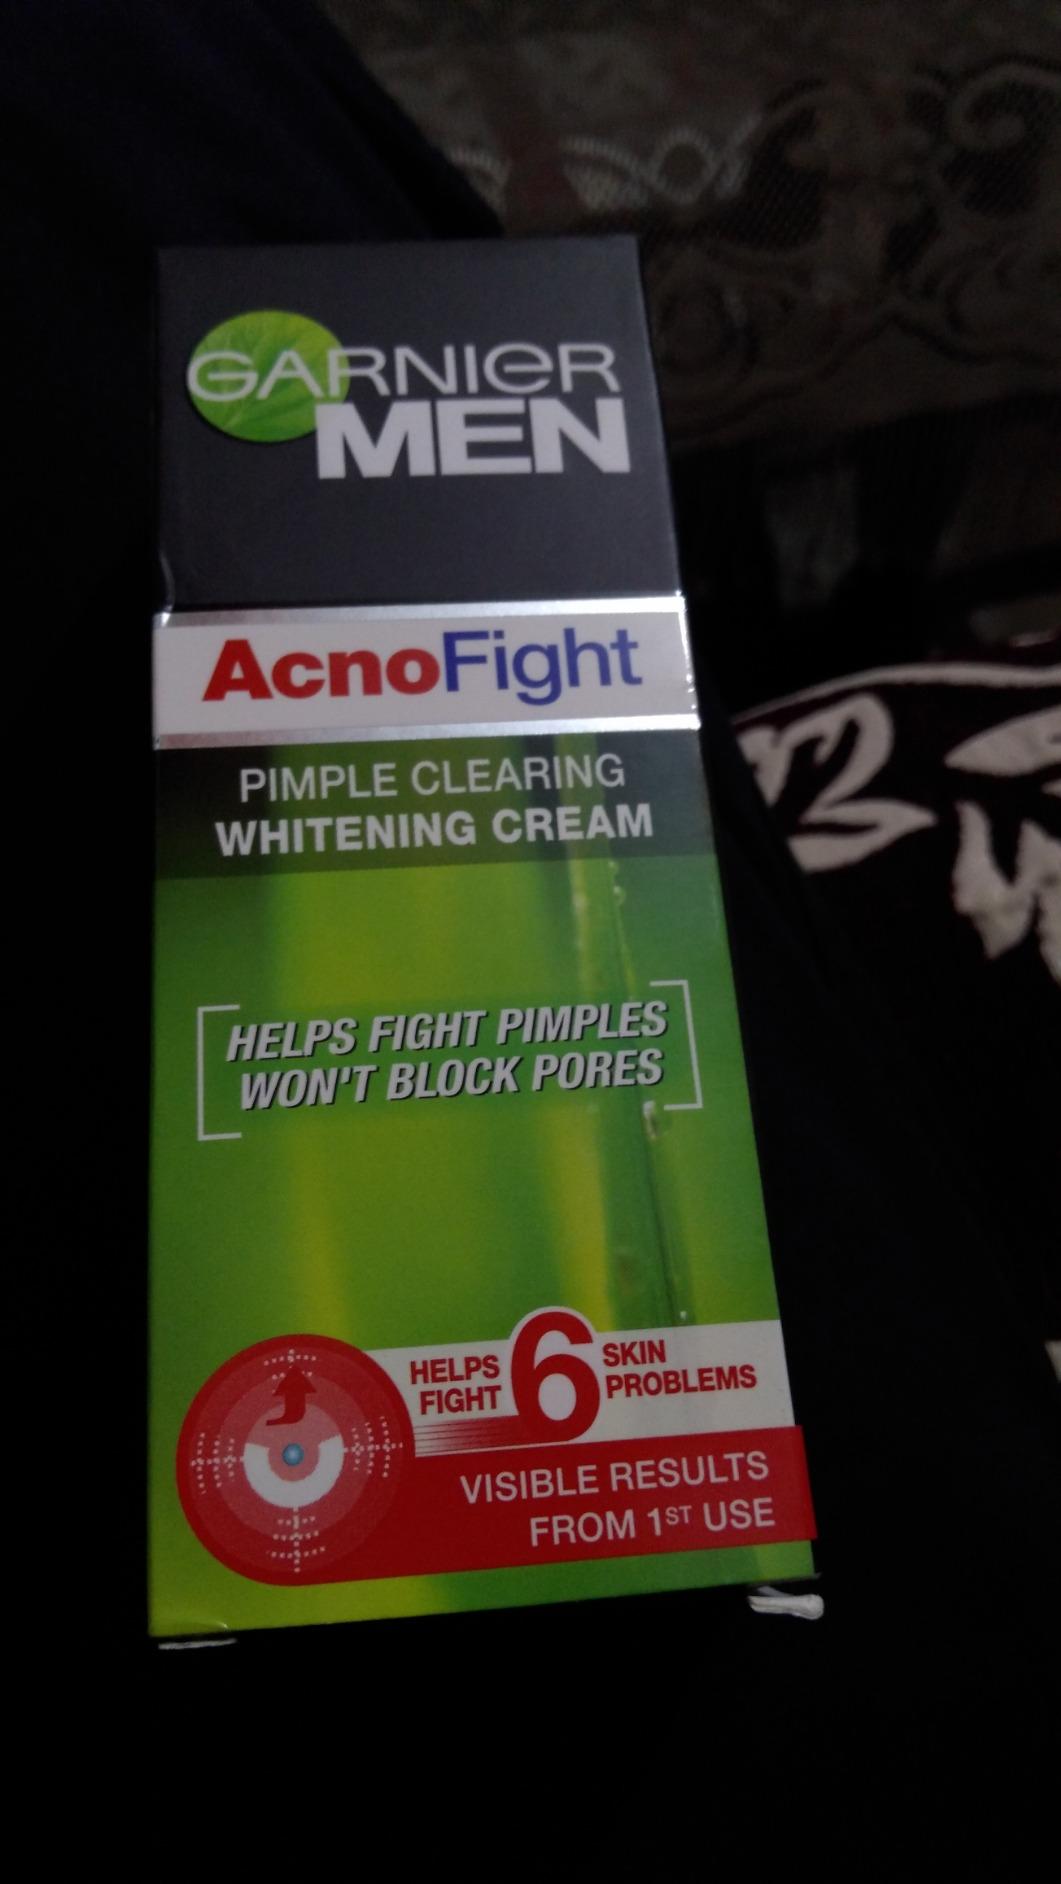 GARNIER
MEN
AcnoFight
PIMPLE CLEARING
WHITENING CREAM
HELPS FIGHT PIMPLES
WON'T BLOCK PORES
HELPS FIGHT 6 SKIN PROBLEMS
VISIBLE RESULTS
FROM 1ST USE